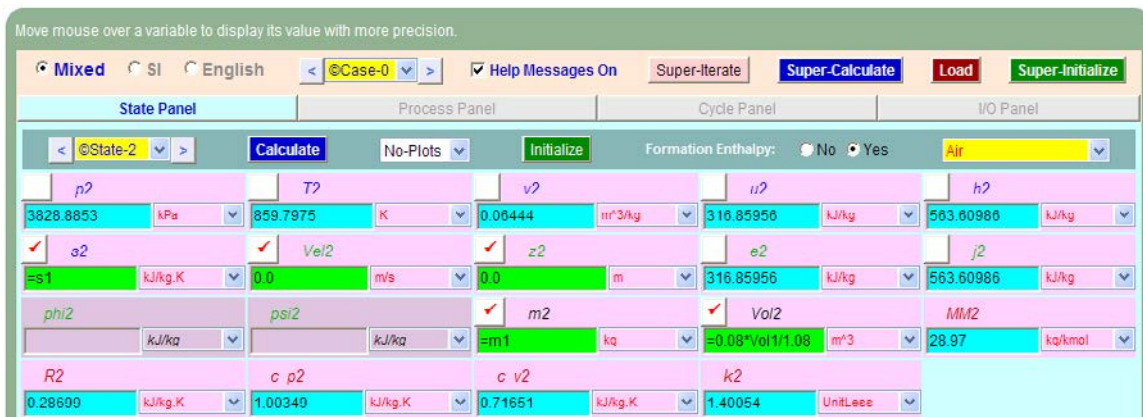 Move mouse over a variable to display its value with more precision.
Mixed SI English < ©Case-0 > Help Messages On Super-Iterate Super-Calculate Load Super-Initialize
State Panel Process Panel Cycle Panel I/O Panel
< ©State-2 > Calculate No-Plots Initialize Formation Enthalpy: No Yes Air
p2 T2 v2 u2 h2
3828.8853 kPa 859.7975 K 0.06444 m^3/kg 316.85956 kJ/kg 563.60986 kJ/kg
s2 Vel2 z2 e2 j2
=s1 kJ/kg.K 0.0 m/s 0.0 m 316.85956 kJ/kg 563.60986 kJ/kg
phi2 psi2 m2 Vol2 MM2
kJ/kg kJ/kg =m1 kg =0.08*Vol1/1.08 m^3 28.97 kg/kmol
R2 c_p2 c_v2 k2
0.28699 kJ/kg.K 1.00349 kJ/kg.K 0.71651 kJ/kg.K 1.40054 UnitLess